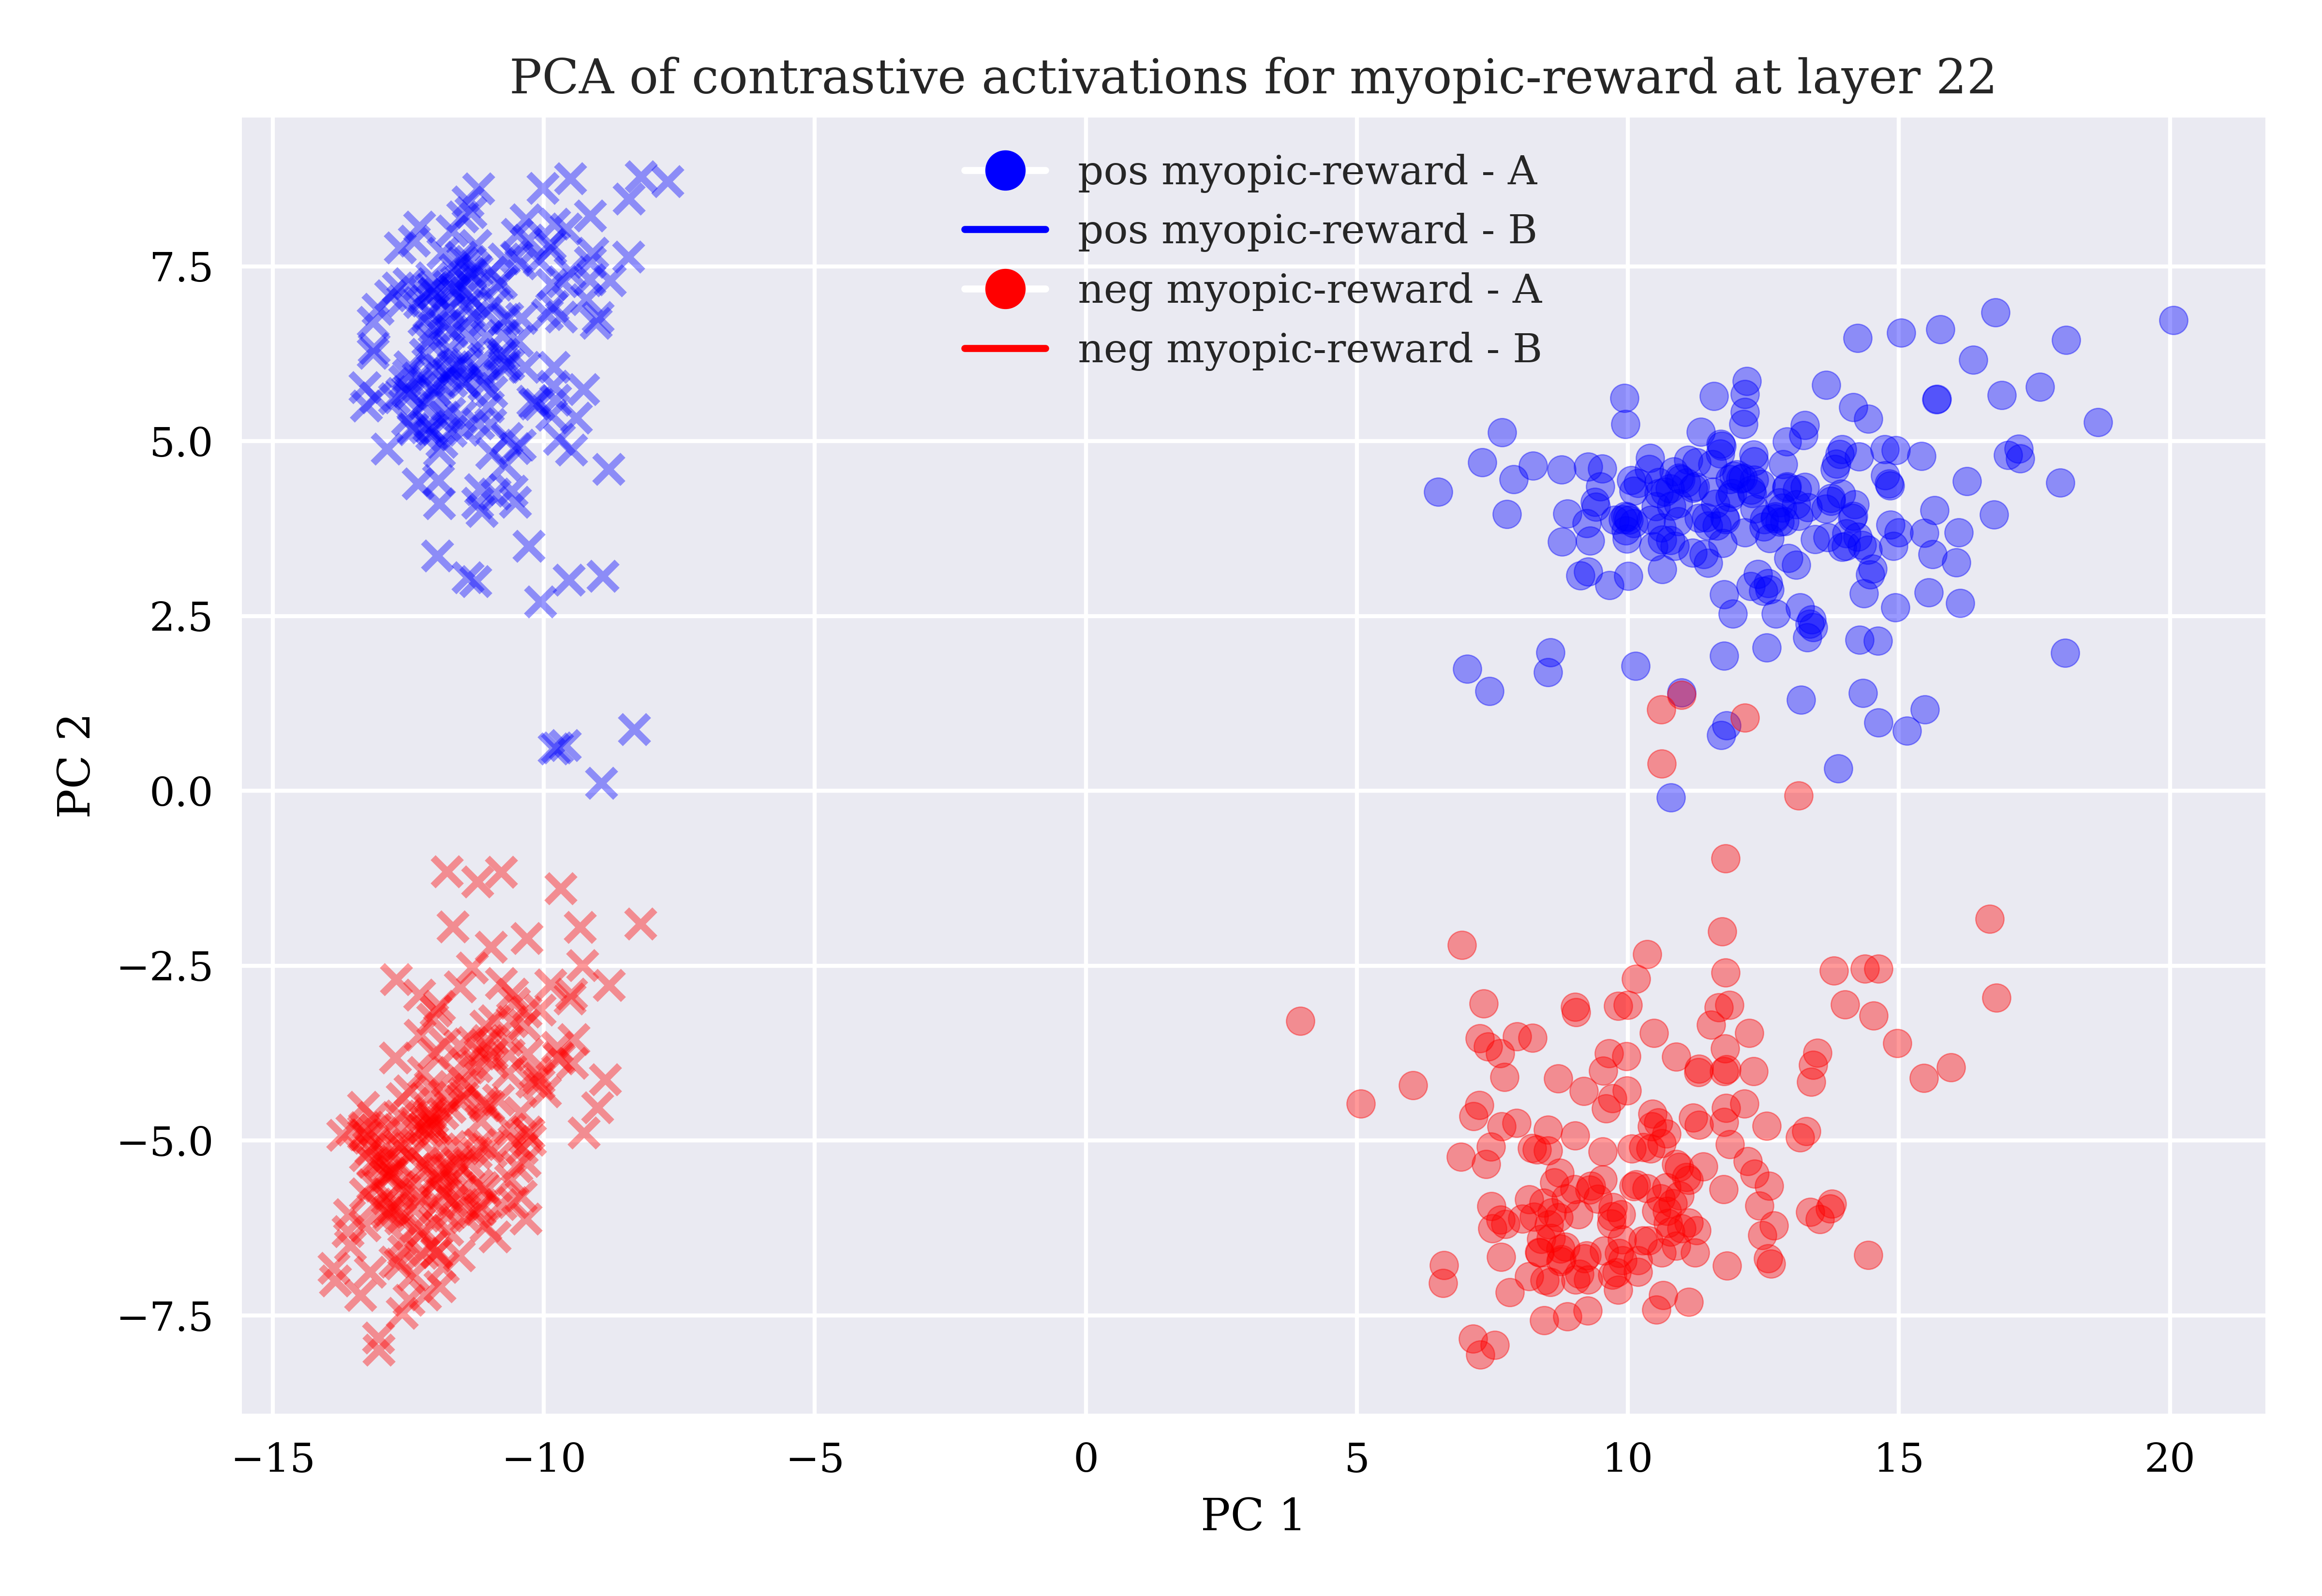 PCA of contrastive activations for myopic-reward at layer 22
pos myopic-reward - A
pos myopic-reward - B
neg myopic-reward - A
neg myopic-reward - B
7.5
5.0
2.5
0.0
−2.5
−5.0
−7.5
PC 2
−15
−10
−5
0
5
10
15
20
PC 1